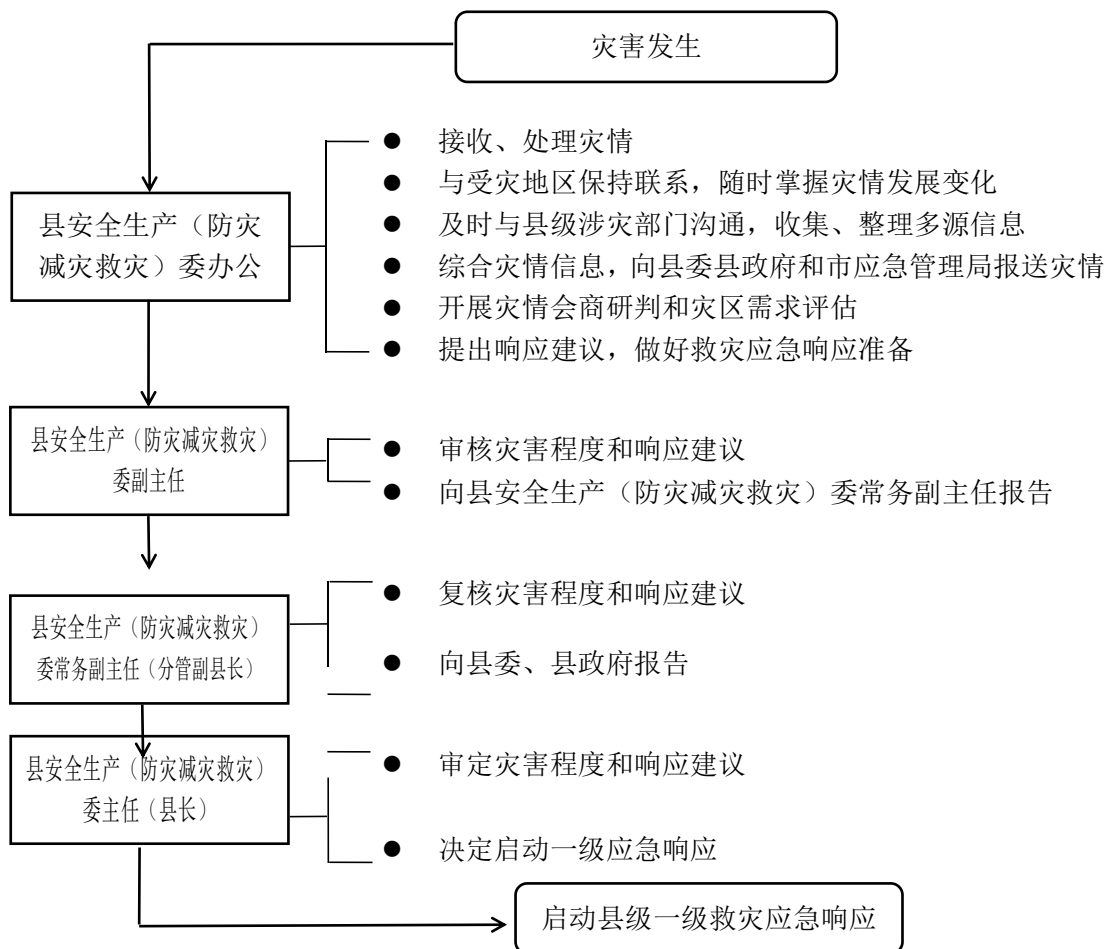 灾害发生
● 接收、处理灾情
● 与受灾地区保持联系，随时掌握灾情发展变化
县安全生产（防灾
减灾救灾）委办公
● 及时与县级涉灾部门沟通，收集、整理多源信息
● 综合灾情信息，向县委县政府和市应急管理局报送灾情
● 开展灾情会商研判和灾区需求评估
● 提出响应建议，做好救灾应急响应准备
县安全生产（防灾减灾救灾）
委副主任
● 审核灾害程度和响应建议
● 向县安全生产（防灾减灾救灾）委常务副主任报告
县安全生产（防灾减灾救灾）
委常务副主任（分管副县长）
● 复核灾害程度和响应建议
● 向县委、县政府报告
县安全生产（防灾减灾救灾）
委主任（县长）
● 审定灾害程度和响应建议
● 决定启动一级应急响应
启动县级一级救灾应急响应